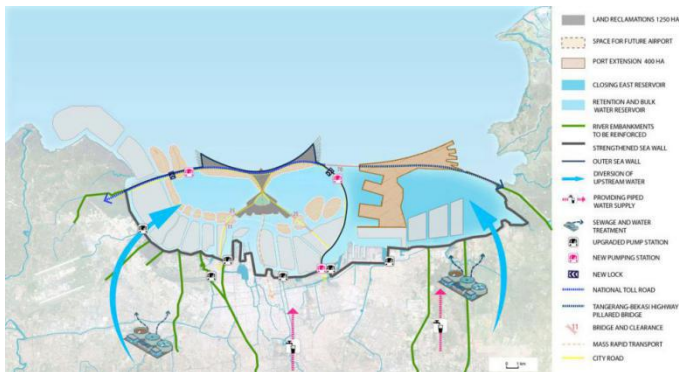 LAND RECLAMATIONS 1250 HA
SPACE FOR FUTURE AIRPORT
PORT EXTENSION 400 HA
CLOSING EAST RESERVOIR
RETENTION AND BULK
WATER RESERVOIR
RIVER EMBANKMENTS
TO BE REINFORCED
STRENGTHENED SEA WALL
OUTER SEA WALL
DIVERSION OF
UPSTREAM WATER
PROVIDING PIPED
WATER SUPPLY
SEWAGE AND WATER
TREATMENT
UPGRADED PUMP STATION
NEW PUMPING STATION
NEW LOCK
NATIONAL TOLL ROAD
TANGERANG-BEKASI HIGHWAY
PILLARED BRIDGE
BRIDGE AND CLEARANCE
MASS RAPID TRANSPORT
CITY ROAD